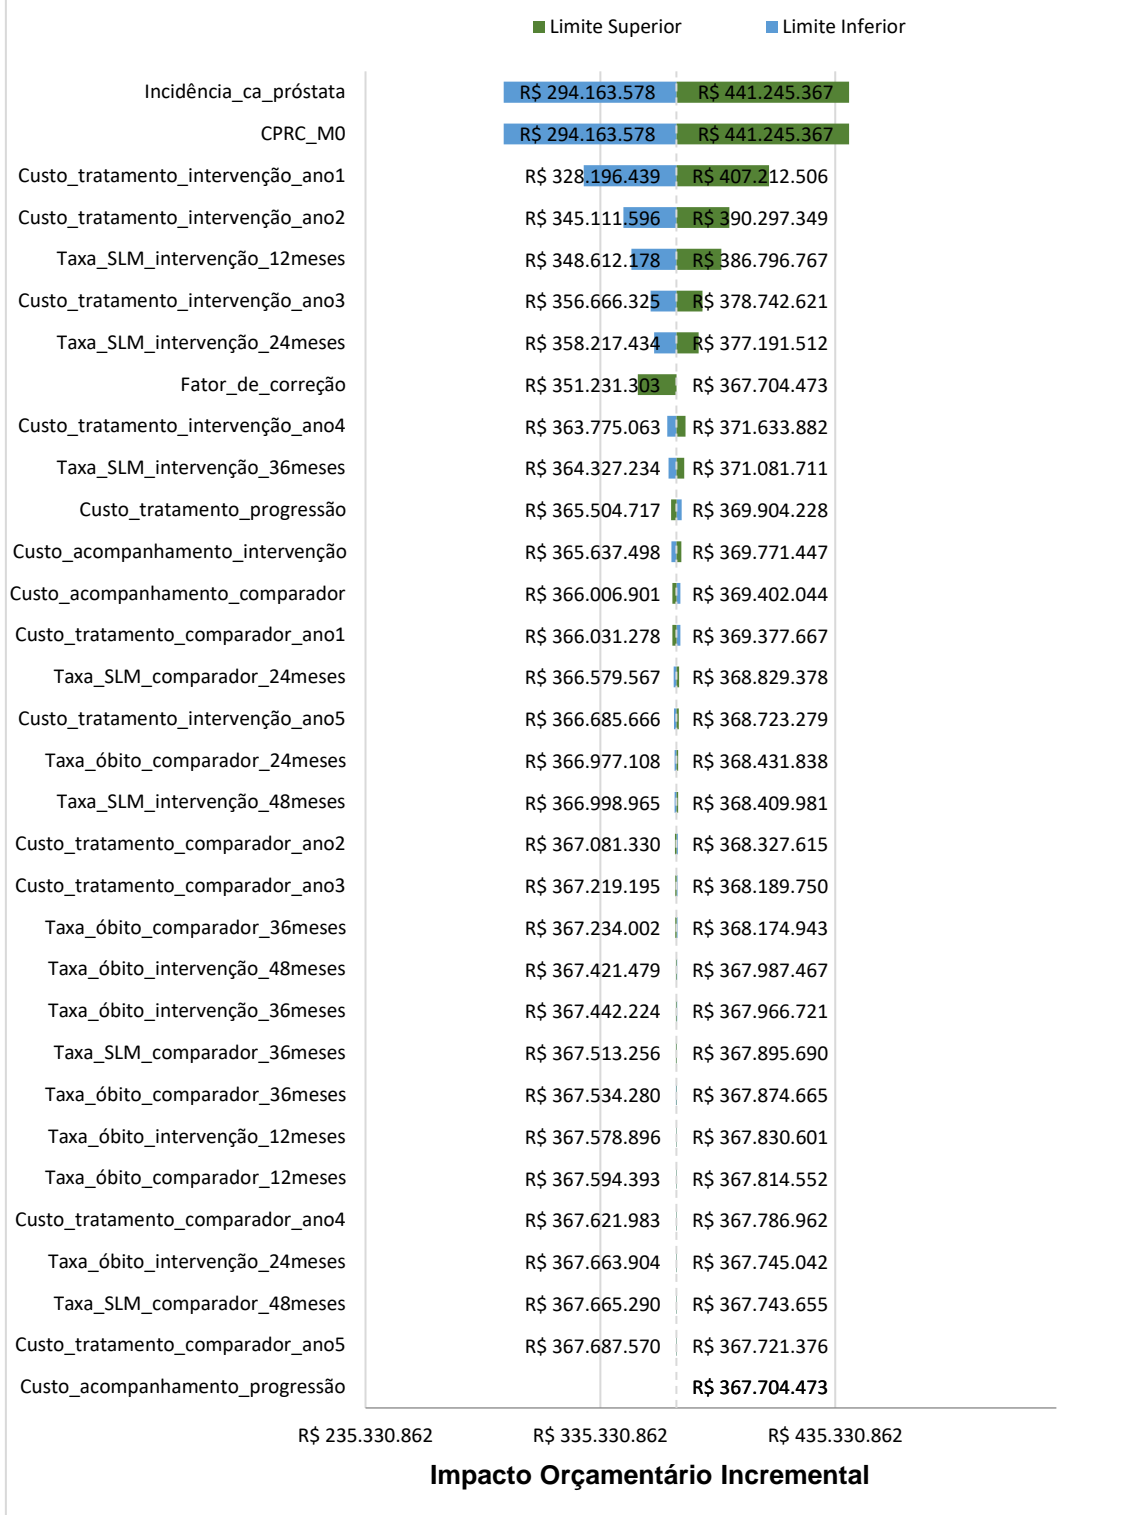 Limite Superior Limite Inferior
Incidência_ca_próstata R$ 294.163.578 R$ 441.245.367
CPRC_M0 R$ 294.163.578 R$ 441.245.367
Custo_tratamento_intervenção_ano1 R$ 328.196.439 R$ 407.212.506
Custo_tratamento_intervenção_ano2 R$ 345.111.596 R$ 390.297.349
Taxa_SLM_intervenção_12meses R$ 348.612.178 R$ 386.796.767
Custo_tratamento_intervenção_ano3 R$ 356.666.325 R$ 378.742.621
Taxa_SLM_intervenção_24meses R$ 358.217.434 R$ 377.191.512
Fator_de_correção R$ 351.231.303 R$ 367.704.473
Custo_tratamento_intervenção_ano4 R$ 363.775.063 R$ 371.633.882
Taxa_SLM_intervenção_36meses R$ 364.327.234 R$ 371.081.711
Custo_tratamento_progressão R$ 365.504.717 R$ 369.904.228
Custo_acompanhamento_intervenção R$ 365.637.498 R$ 369.771.447
Custo_acompanhamento_comparador R$ 366.006.901 R$ 369.402.044
Custo_tratamento_comparador_ano1 R$ 366.031.278 R$ 369.377.667
Taxa_SLM_comparador_24meses R$ 366.579.567 R$ 368.829.378
Custo_tratamento_intervenção_ano5 R$ 366.685.666 R$ 368.723.279
Taxa_óbito_comparador_24meses R$ 366.977.108 R$ 368.431.838
Taxa_SLM_intervenção_48meses R$ 366.998.965 R$ 368.409.981
Custo_tratamento_comparador_ano2 R$ 367.081.330 R$ 368.327.615
Custo_tratamento_comparador_ano3 R$ 367.219.195 R$ 368.189.750
Taxa_óbito_comparador_36meses R$ 367.234.002 R$ 368.174.943
Taxa_óbito_intervenção_48meses R$ 367.421.479 R$ 367.987.467
Taxa_óbito_intervenção_36meses R$ 367.442.224 R$ 367.966.721
Taxa_SLM_comparador_36meses R$ 367.513.256 R$ 367.895.690
Taxa_óbito_comparador_36meses R$ 367.534.280 R$ 367.874.665
Taxa_óbito_intervenção_12meses R$ 367.578.896 R$ 367.830.601
Taxa_óbito_comparador_12meses R$ 367.594.393 R$ 367.814.552
Custo_tratamento_comparador_ano4 R$ 367.621.983 R$ 367.786.962
Taxa_óbito_intervenção_24meses R$ 367.663.904 R$ 367.745.042
Taxa_SLM_comparador_48meses R$ 367.665.290 R$ 367.743.655
Custo_tratamento_comparador_ano5 R$ 367.687.570 R$ 367.721.376
Custo_acompanhamento_progressão R$ 367.704.473
R$ 235.330.862 R$ 335.330.862 R$ 435.330.862
Impacto Orçamentário Incremental